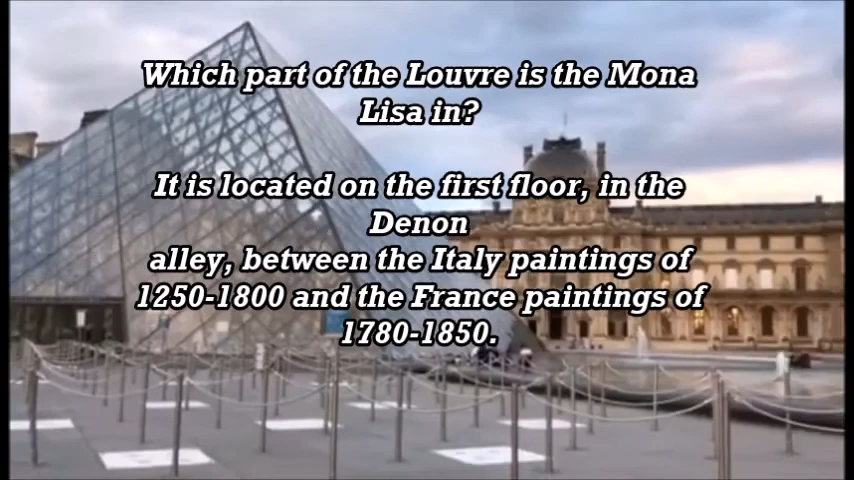 Which part of the Louvre is the Mona
Lisa in?
It is located on the first floor, in the
Denon
alley, between the Italy paintings of
1250-1800 and the France paintings of
1780-1850.